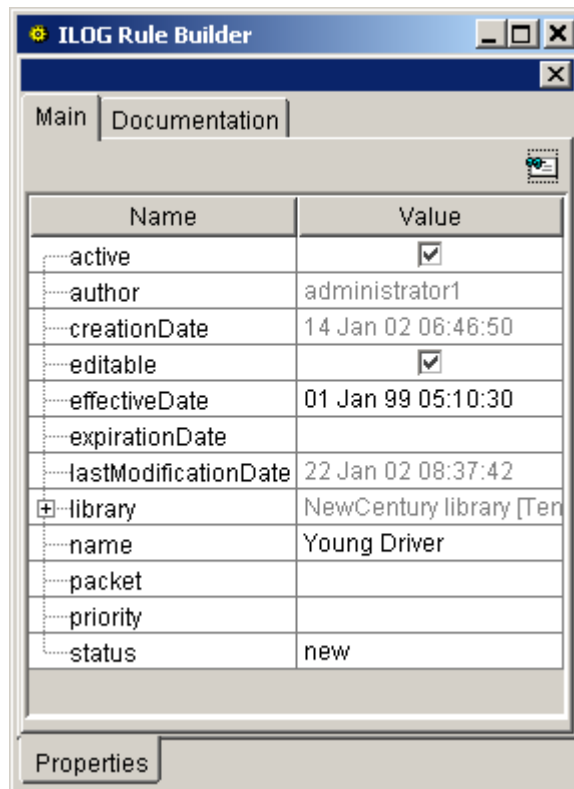 ILOG Rule Builder
Main Documentation
Name Value
active
author administrator1
creationDate 14 Jan 02 06:46:50
editable
effectiveDate 01 Jan 99 05:10:30
expirationDate
lastModificationDate 22 Jan 02 08:37:42
library NewCentury library [Ten
name Young Driver
packet
priority
status new
Properties